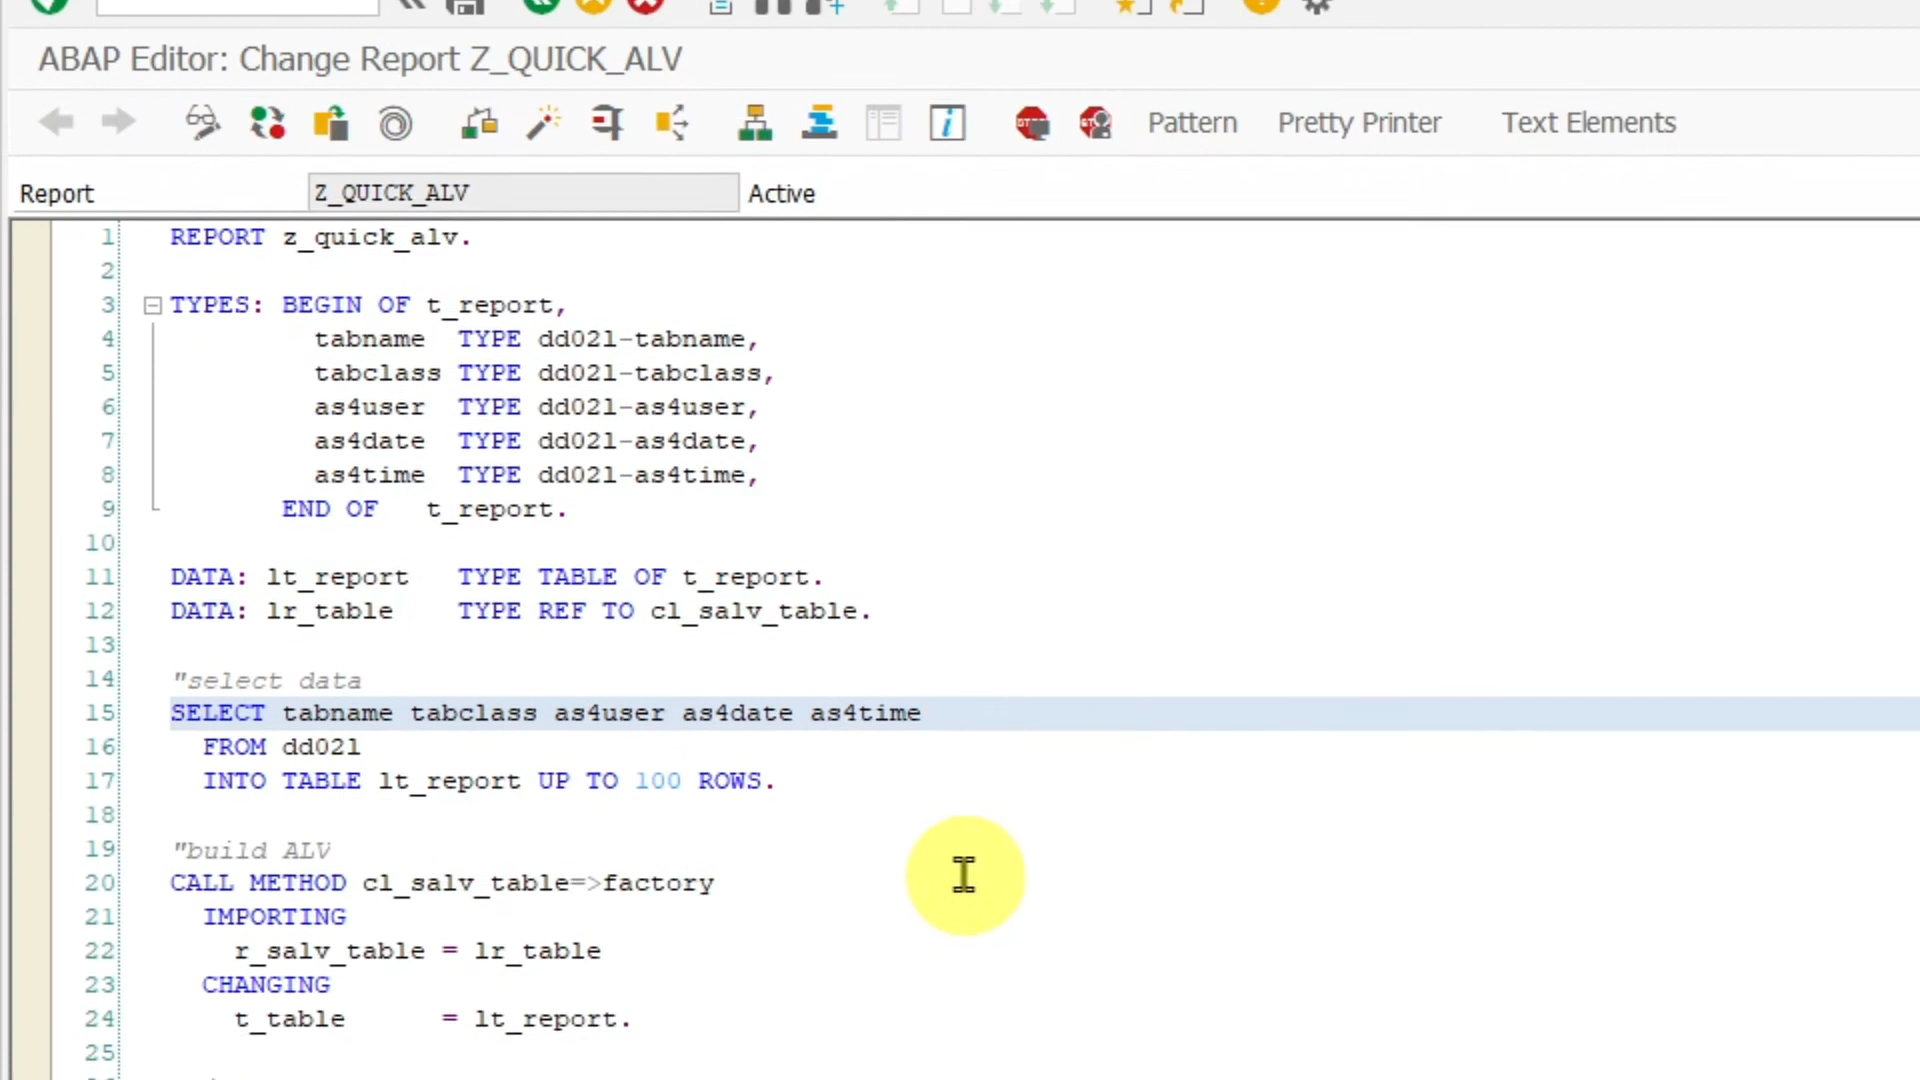 ABAP Editor: Change Report Z_QUICK_ALV
Pattern Pretty Printer Text Elements
Report Z_QUICK_ALV Active
1 REPORT z_quick_alv.
2
3 TYPES: BEGIN OF t_report,
4 tabname TYPE dd02l-tabname,
5 tabclass TYPE dd02l-tabclass,
6 as4user TYPE dd02l-as4user,
7 as4date TYPE dd02l-as4date,
8 as4time TYPE dd02l-as4time,
9 END OF t_report.
10
11 DATA: lt_report TYPE TABLE OF t_report.
12 DATA: lr_table TYPE REF TO cl_salv_table.
13
14 "select data
15 SELECT tabname tabclass as4user as4date as4time
16 FROM dd02l
17 INTO TABLE lt_report UP TO 100 ROWS.
18
19 "build ALV
20 CALL METHOD cl_salv_table=>factory
21 IMPORTING
22 r_salv_table = lr_table
23 CHANGING
24 t_table = lt_report.
25